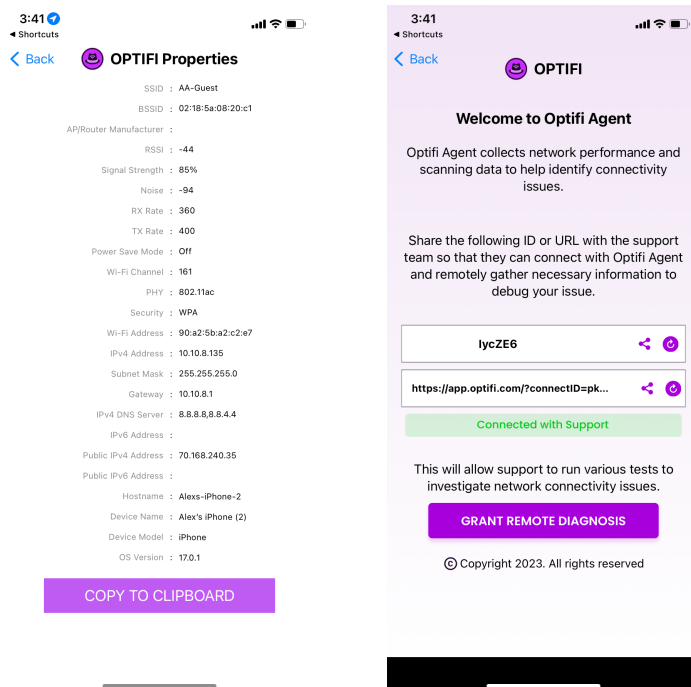 3:41
◀ Shortcuts
Back
OPTIFI Properties
SSID : AA-Guest
BSSID : 02:18:5a:08:20:c1
AP/Router Manufacturer :
RSSI : -44
Signal Strength : 85%
Noise : -94
RX Rate : 360
TX Rate : 400
Power Save Mode : Off
Wi-Fi Channel : 161
PHY : 802.11ac
Security : WPA
Wi-Fi Address : 90:a2:5b:a2:c2:e7
IPv4 Address : 10.10.8.135
Subnet Mask : 255.255.255.0
Gateway : 10.10.8.1
IPv4 DNS Server : 8.8.8.8,8.8.4.4
IPv6 Address :
Public IPv4 Address : 70.168.240.35
Public IPv6 Address :
Hostname : Alexs-iPhone-2
Device Name : Alex's iPhone (2)
Device Model : iPhone
OS Version : 17.0.1
COPY TO CLIPBOARD
3:41
◀ Shortcuts
Back
OPTIFI
Welcome to Optifi Agent
Optifi Agent collects network performance and
scanning data to help identify connectivity
issues.
Share the following ID or URL with the support
team so that they can connect with Optifi Agent
and remotely gather necessary information to
debug your issue.
lycZE6
https://app.optifi.com/?connectID=pk...
Connected with Support
This will allow support to run various tests to
investigate network connectivity issues.
GRANT REMOTE DIAGNOSIS
© Copyright 2023. All rights reserved